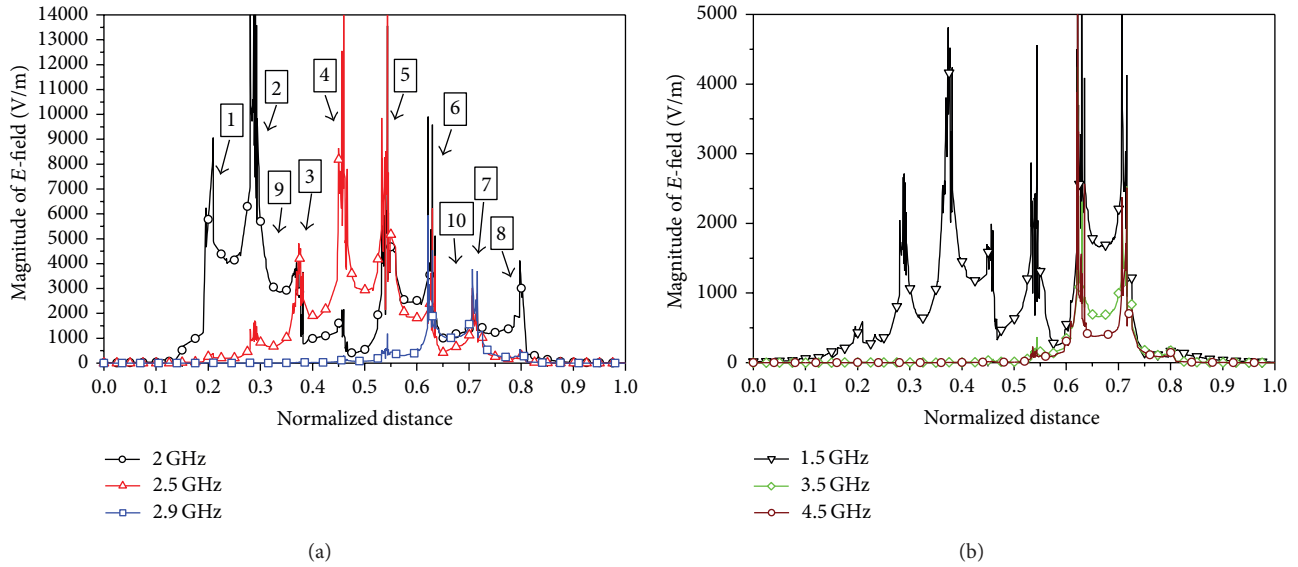 Magnitude of E-field (V/m)
14000
13000
12000
11000
10000
9000
8000
7000
6000
5000
4000
3000
2000
1000
0
1
2
9
3
4
5
6
7
10
8
0.0 0.1 0.2 0.3 0.4 0.5 0.6 0.7 0.8 0.9 1.0
Normalized distance
2 GHz
2.5 GHz
2.9 GHz
(a)
Magnitude of E-field (V/m)
5000
4000
3000
2000
1000
0
0.0 0.1 0.2 0.3 0.4 0.5 0.6 0.7 0.8 0.9 1.0
Normalized distance
1.5 GHz
3.5 GHz
4.5 GHz
(b)